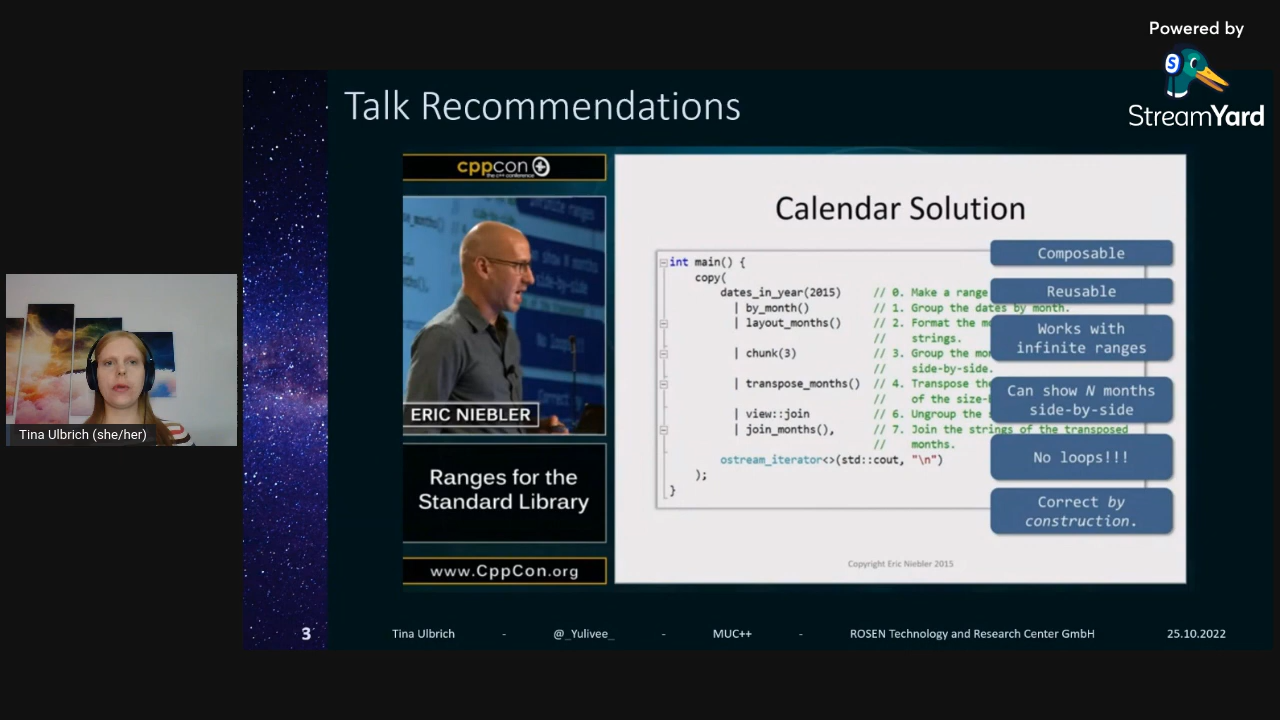 Powered by
StreamYard
Talk Recommendations
cppcon
the c++ conference
ERIC NIEBLER
Ranges for the
Standard Library
www.CppCon.org
Calendar Solution
int main() {
copy(
dates_in_year(2015) // 0. Make a range
| by_month() // 1. Group the dates by month.
| layout_months() // 2. Format the
// strings.
| chunk(3) // 3. Group the
// side-by-side.
| transpose_months() // 4. Transpose the
// of the
| view::join // 6. Ungroup the
| join_months(), // 7. Join the strings of the transposed
// months.
ostream_iterator<>(std::cout, "\n")
);
}
Composable
Reusable
Works with
infinite ranges
Can show N months
side-by-side
No loops!!!
Correct by
construction.
Copyright Eric Niebler 2015
Tina Ulbrich (she/her)
3
Tina Ulbrich - @_Yulivee_ - MUC++ - ROSEN Technology and Research Center GmbH 25.10.2022